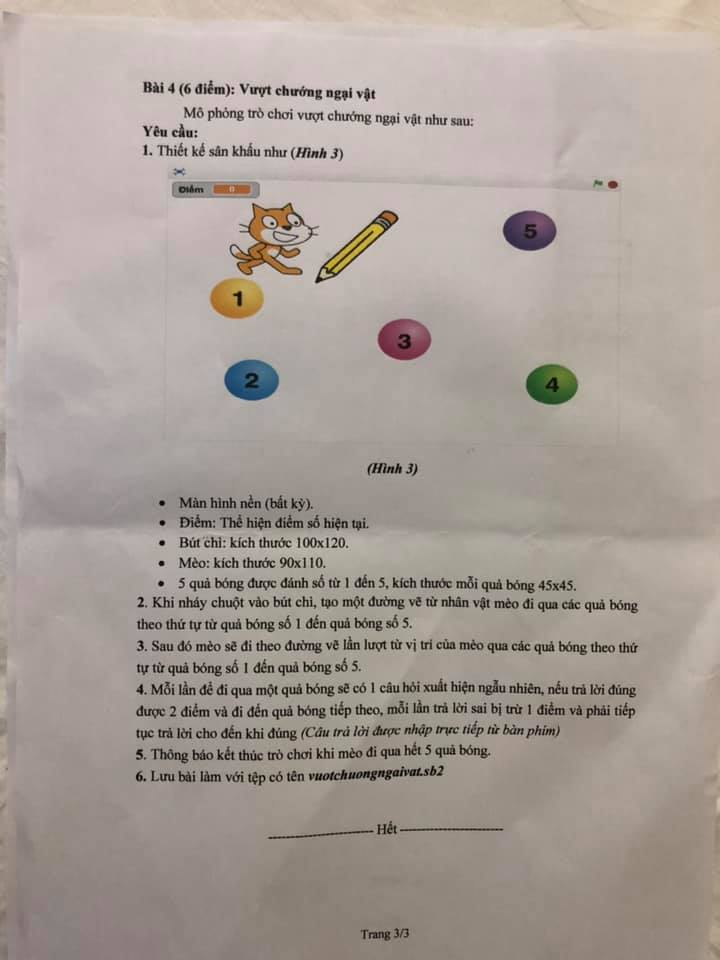 Bài 4 (6 điểm): Vượt chướng ngại vật
Mô phỏng trò chơi vượt chướng ngại vật như sau:
Yêu cầu:
1. Thiết kế sân khấu như (Hình 3)
Điểm 0
5
1
3
2
4
(Hình 3)
• Màn hình nền (bất kỳ).
• Điểm: Thể hiện điểm số hiện tại.
• Bút chì: kích thước 100x120.
• Mèo: kích thước 90x110.
• 5 quả bóng được đánh số từ 1 đến 5, kích thước mỗi quả bóng 45x45.
2. Khi nháy chuột vào bút chì, tạo một đường vẽ từ nhân vật mèo đi qua các quả bóng
theo thứ tự từ quả bóng số 1 đến quả bóng số 5.
3. Sau đó mèo sẽ đi theo đường vẽ lần lượt từ vị trí của mèo qua các quả bóng theo thứ
tự từ quả bóng số 1 đến quả bóng số 5.
4. Mỗi lần để đi qua một quả bóng sẽ có 1 câu hỏi xuất hiện ngẫu nhiên, nếu trả lời đúng
được 2 điểm và đi đến quả bóng tiếp theo, mỗi lần trả lời sai bị trừ 1 điểm và phải tiếp
tục trả lời cho đến khi đúng (Câu trả lời được nhập trực tiếp từ bàn phím)
5. Thông báo kết thúc trò chơi khi mèo đi qua hết 5 quả bóng.
6. Lưu bài làm với tệp có tên vuotchuongngaivat.sb2
Hết
Trang 3/3